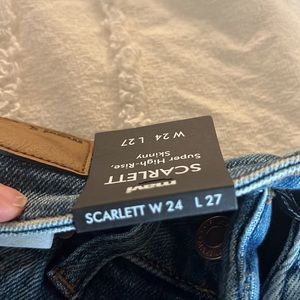 mavi
SCARLETT
Super High-Rise,
Skinny
W 24 L 27
SCARLETT W 24 L 27